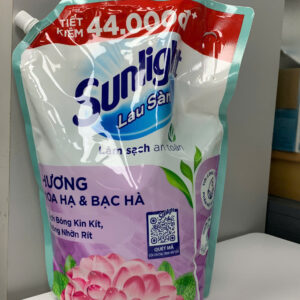 TIẾT KIỆM 44.000đ*
Sunlight
Lau Sàn
Làm sạch an toàn
HƯƠNG
HOA HẠ & BẠC HÀ
Bóng Kin Kít,
Nhờn Rít
QUÉT MÃ